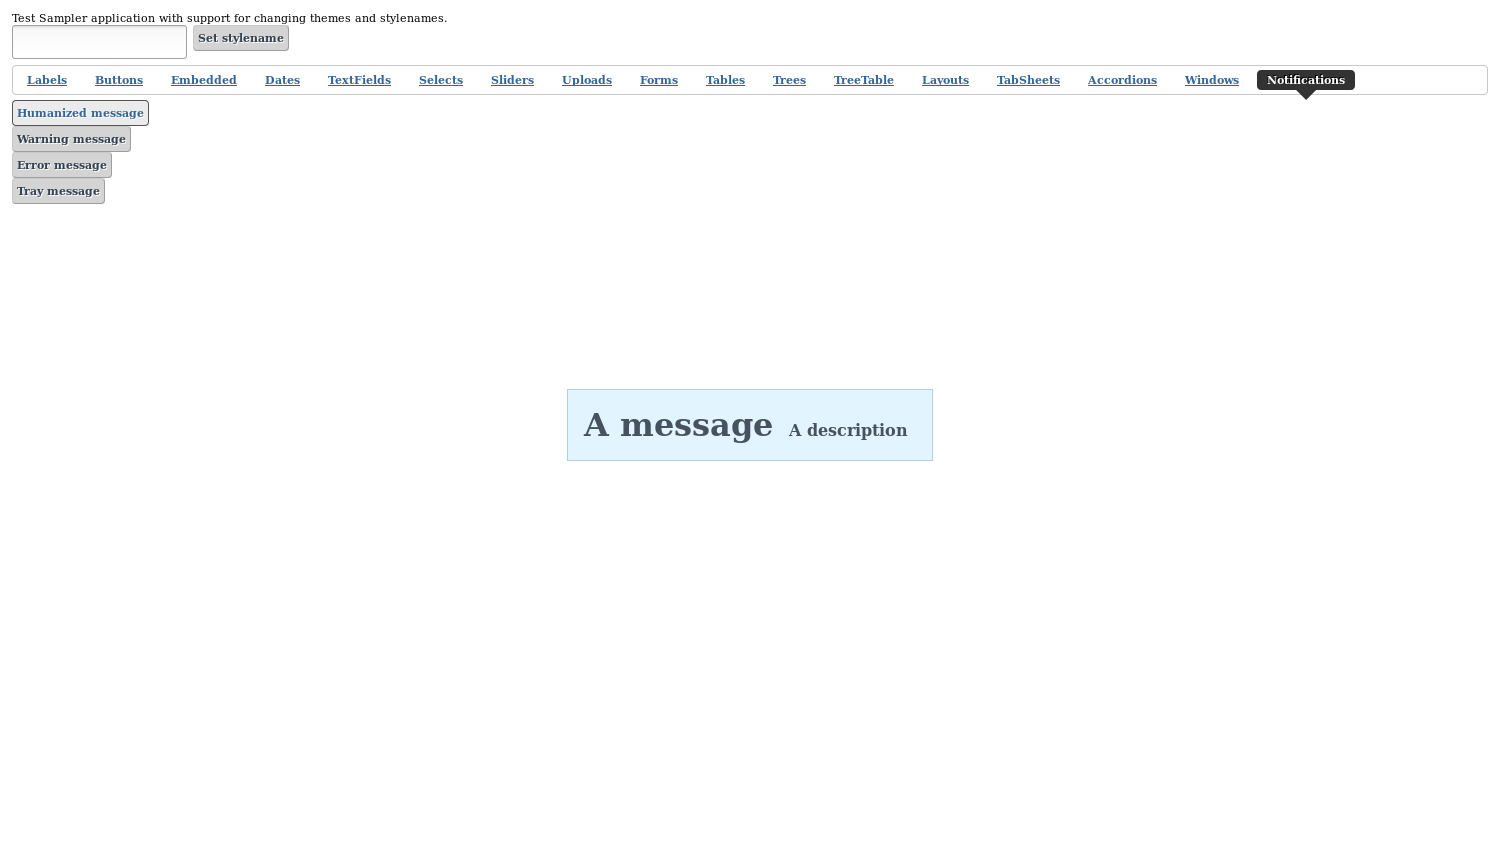 Test Sampler application with support for changing themes and stylenames.
Set stylename
Labels Buttons Embedded Dates TextFields Selects Sliders Uploads Forms Tables Trees TreeTable Layouts TabSheets Accordions Windows Notifications
Humanized message
Warning message
Error message
Tray message
A message A description